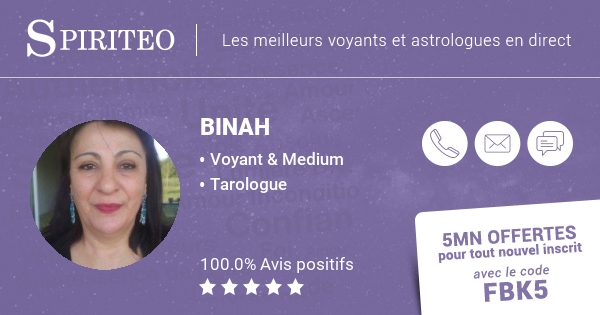 SPIRITEO
Les meilleurs voyants et astrologues en direct
BINAH
• Voyant & Medium
• Tarologue
100.0% Avis positifs
5MN OFFERTES
pour tout nouvel inscrit
avec le code
FBK5